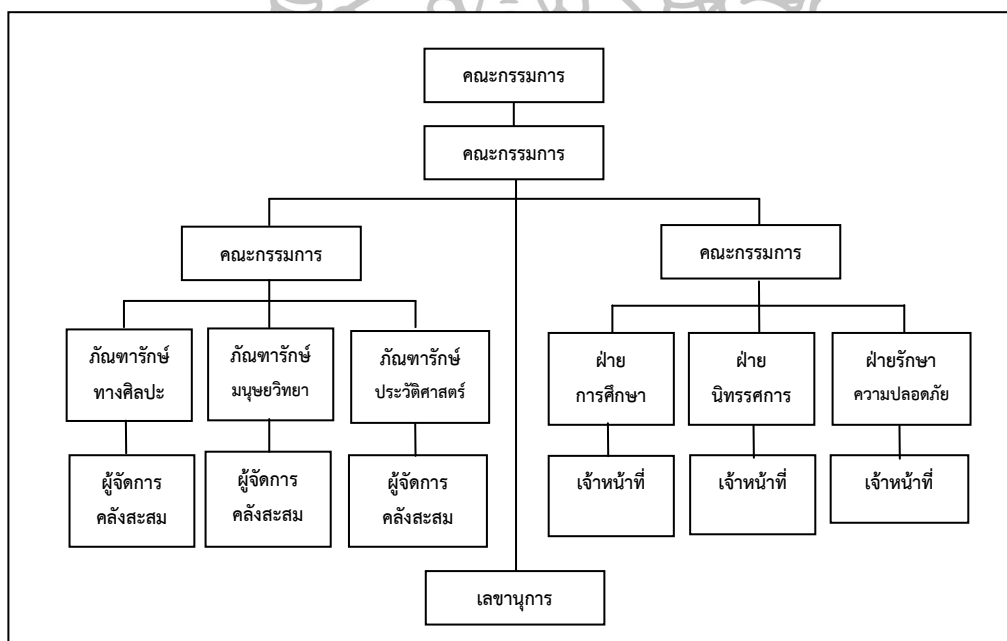 คณะกรรมการ
คณะกรรมการ
คณะกรรมการ
คณะกรรมการ
ภัณฑารักษ์
ทางศิลปะ
ภัณฑารักษ์
มนุษยวิทยา
ภัณฑารักษ์
ประวัติศาสตร์
ฝ่าย
การศึกษา
ฝ่าย
นิทรรศการ
ฝ่ายรักษา
ความปลอดภัย
ผู้จัดการ
คลังสะสม
ผู้จัดการ
คลังสะสม
ผู้จัดการ
คลังสะสม
เจ้าหน้าที่
เจ้าหน้าที่
เจ้าหน้าที่
เลขานุการ